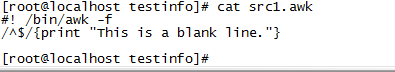 [root@localhost testinfo]# cat src1.awk
#! /bin/awk -f
/^$/{print "This is a blank line."}
[root@localhost testinfo]#